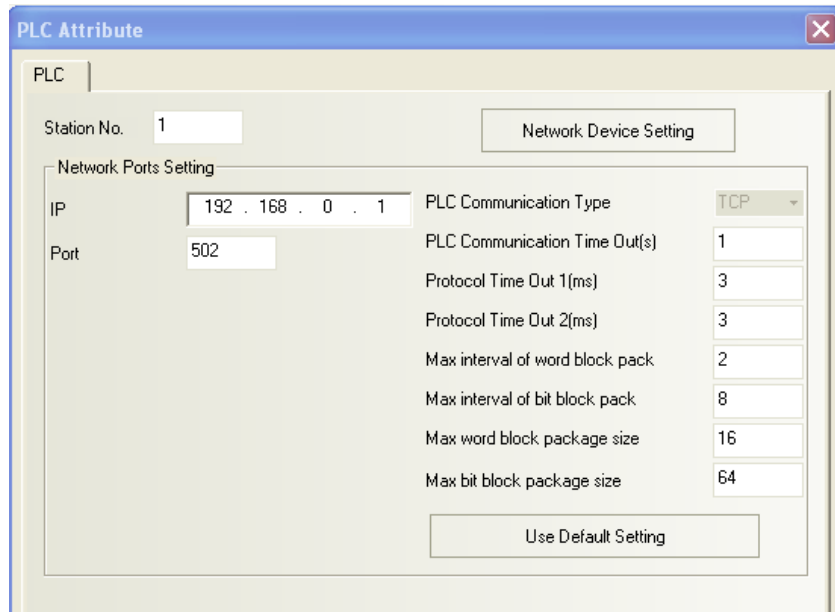 PLC Attribute
PLC
Station No. 1
Network Device Setting
Network Ports Setting
IP 192 . 168 . 0 . 1
Port 502
PLC Communication Type TCP
PLC Communication Time Out(s) 1
Protocol Time Out 1(ms) 3
Protocol Time Out 2(ms) 3
Max interval of word block pack 2
Max interval of bit block pack 8
Max word block package size 16
Max bit block package size 64
Use Default Setting